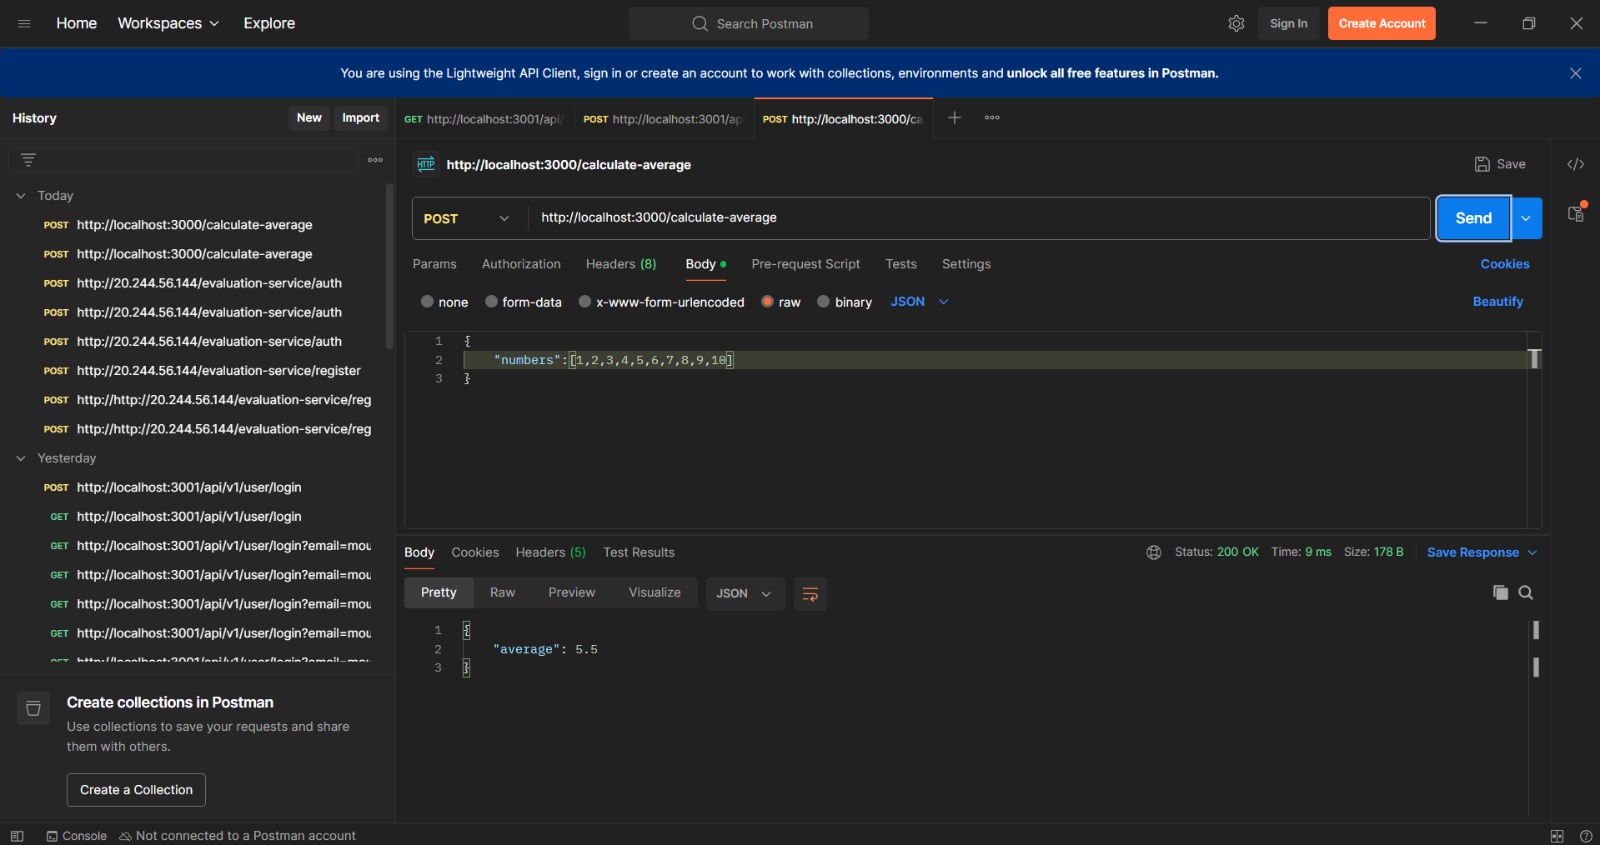 Home Workspaces Explore Search Postman Sign In Create Account
You are using the Lightweight API Client, sign in or create an account to work with collections, environments and unlock all free features in Postman.
History New Import
GET http://localhost:3001/api/ POST http://localhost:3001/ap POST http://localhost:3000/ca
HTTP http://localhost:3000/calculate-average Save
POST http://localhost:3000/calculate-average Send
Params Authorization Headers (8) Body Pre-request Script Tests Settings Cookies
none form-data x-www-form-urlencoded raw binary JSON Beautify
1 {
2 "numbers":[1,2,3,4,5,6,7,8,9,10]
3 }
Today
POST http://localhost:3000/calculate-average
POST http://localhost:3000/calculate-average
POST http://20.244.56.144/evaluation-service/auth
POST http://20.244.56.144/evaluation-service/auth
POST http://20.244.56.144/evaluation-service/auth
POST http://20.244.56.144/evaluation-service/register
POST http://http://20.244.56.144/evaluation-service/reg
POST http://http://20.244.56.144/evaluation-service/reg
Yesterday
POST http://localhost:3001/api/v1/user/login
GET http://localhost:3001/api/v1/user/login
GET http://localhost:3001/api/v1/user/login?email=mou
GET http://localhost:3001/api/v1/user/login?email=mou
GET http://localhost:3001/api/v1/user/login?email=mou
GET http://localhost:3001/api/v1/user/login?email=mou
GET http://localhost:3001/api/v1/user/login?email=mou
Body Cookies Headers (5) Test Results Status: 200 OK Time: 9 ms Size: 178 B Save Response
Pretty Raw Preview Visualize JSON
1 {
2 "average": 5.5
3 }
Create collections in Postman
Use collections to save your requests and share
them with others.
Create a Collection
Console Not connected to a Postman account